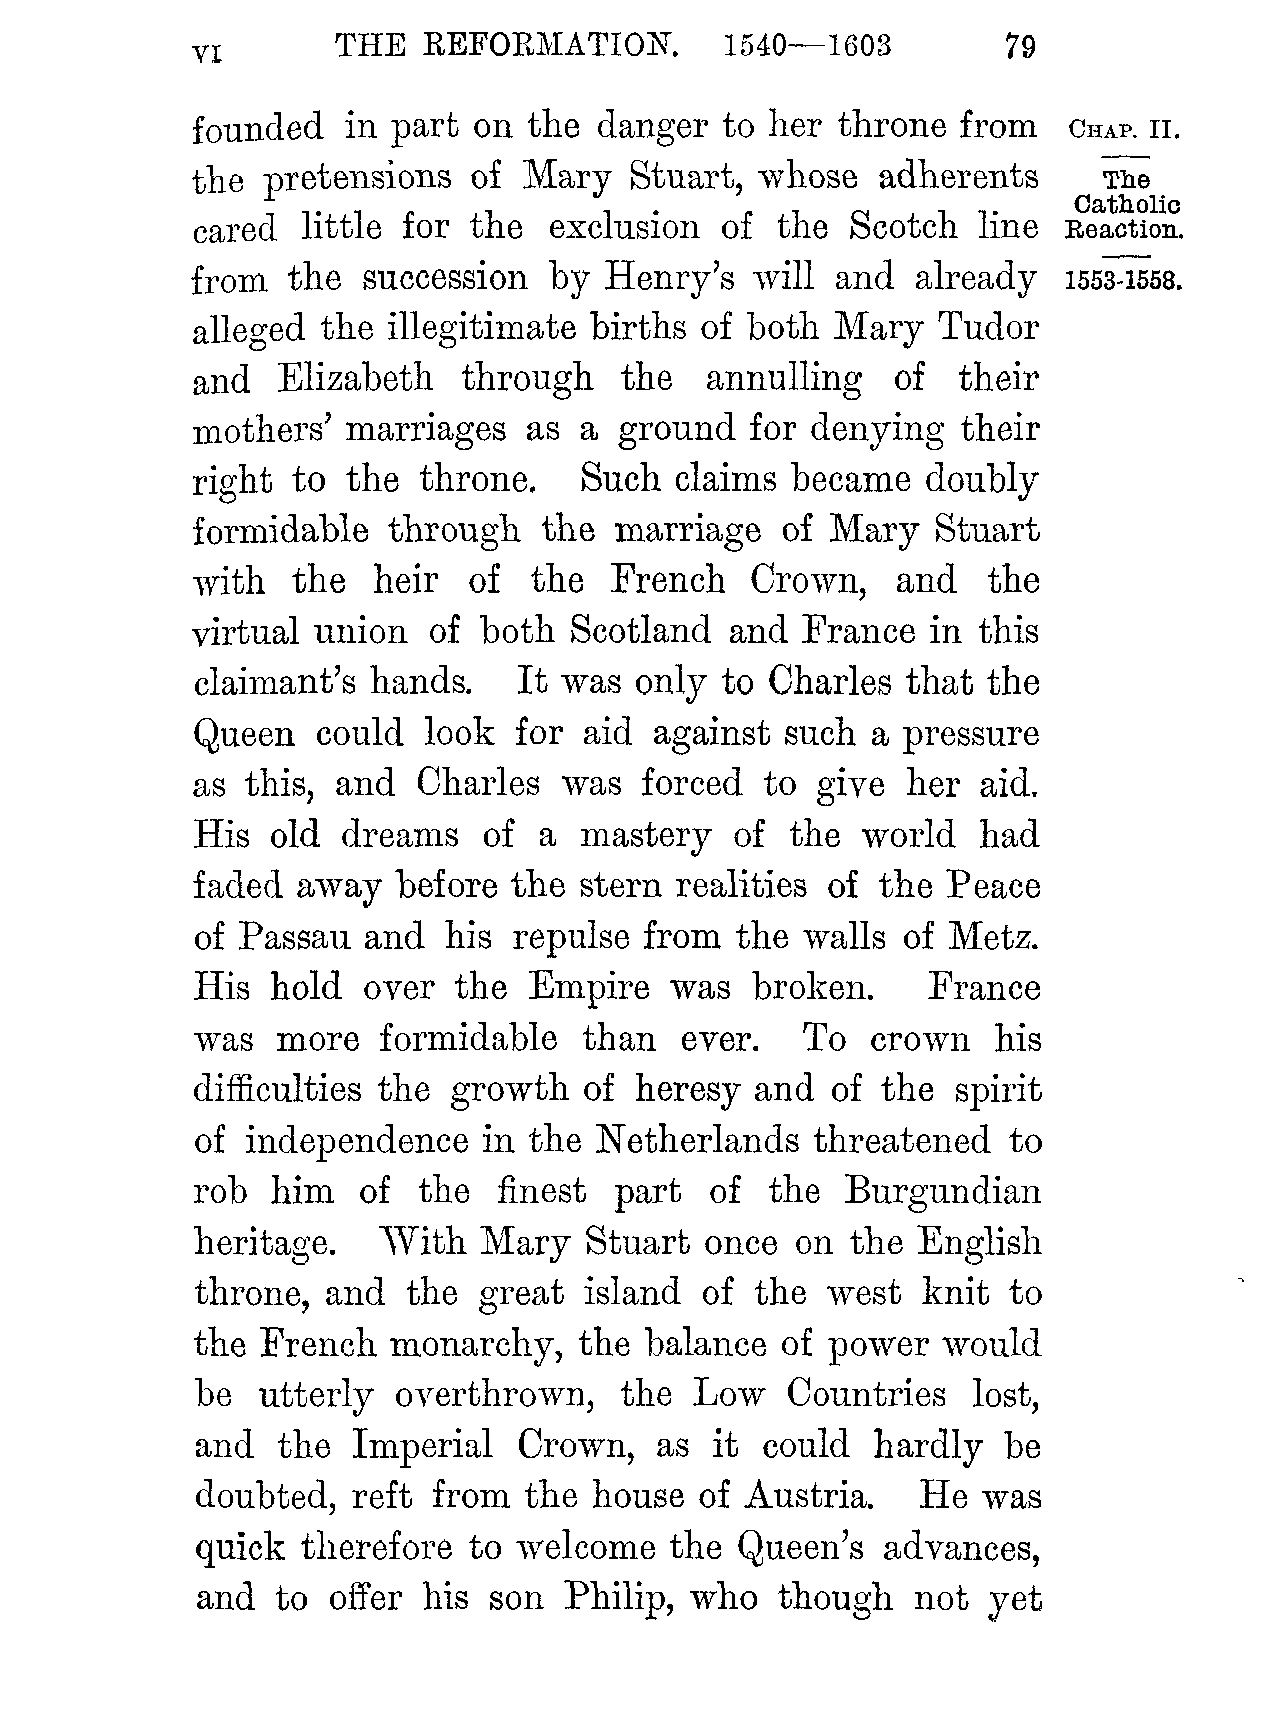 VI THE REFORMATION. 1540—1603 79
founded in part on the danger to her throne from
the pretensions of Mary Stuart, whose adherents
cared little for the exclusion of the Scotch line
from the succession by Henry's will and already
alleged the illegitimate births of both Mary Tudor
and Elizabeth through the annulling of their
mothers' marriages as a ground for denying their
right to the throne. Such claims became doubly
formidable through the marriage of Mary Stuart
with the heir of the French Crown, and the
virtual union of both Scotland and France in this
claimant's hands. It was only to Charles that the
Queen could look for aid against such a pressure
as this, and Charles was forced to give her aid.
His old dreams of a mastery of the world had
faded away before the stern realities of the Peace
of Passau and his repulse from the walls of Metz.
His hold over the Empire was broken. France
was more formidable than ever. To crown his
difficulties the growth of heresy and of the spirit
of independence in the Netherlands threatened to
rob him of the finest part of the Burgundian
heritage. With Mary Stuart once on the English
throne, and the great island of the west knit to
the French monarchy, the balance of power would
be utterly overthrown, the Low Countries lost,
and the Imperial Crown, as it could hardly be
doubted, reft from the house of Austria. He was
quick therefore to welcome the Queen's advances,
and to offer his son Philip, who though not yet
CHAP. II.
The
Catholic
Reaction.
1553-1558.